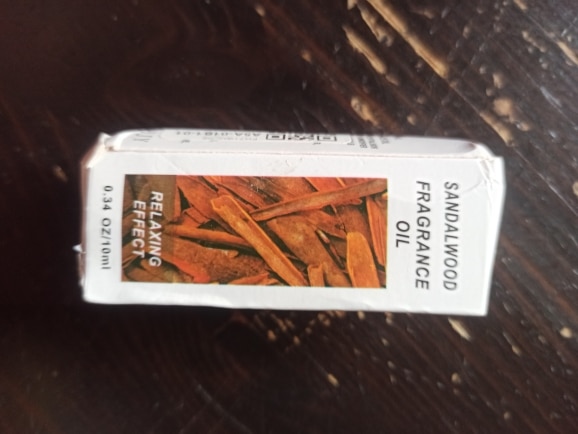 SANDALWOOD
FRAGRANCE
OIL
RELAXING
EFFECT
0.34 OZ/10ml